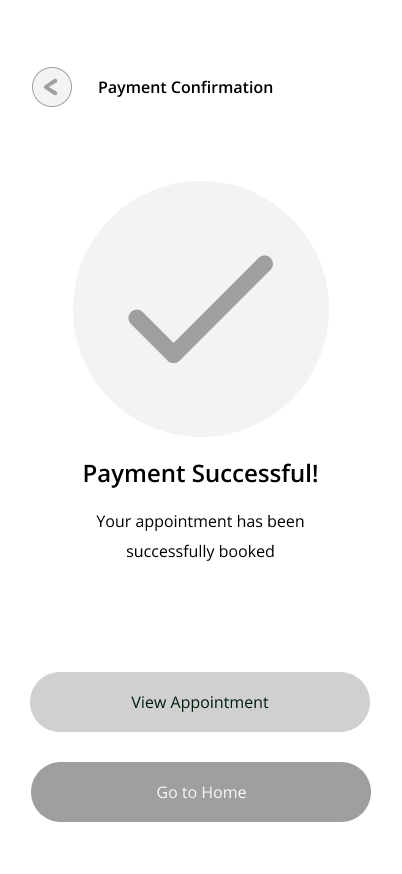 Payment Confirmation
Payment Successful!
Your appointment has been
successfully booked
View Appointment
Go to Home